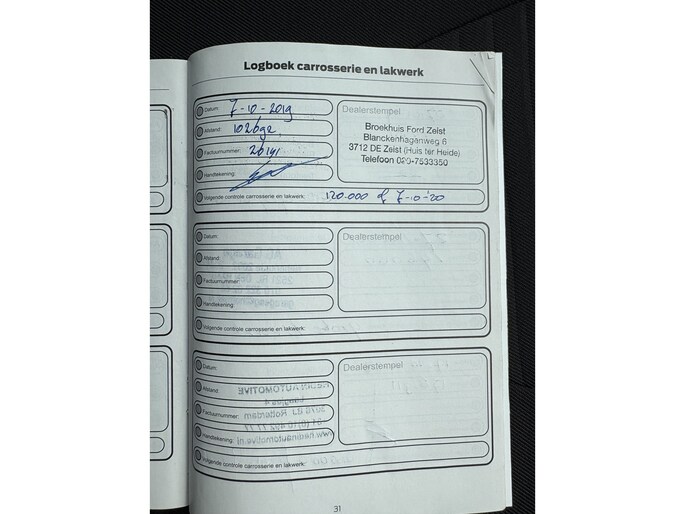 Logboek carrosserie en lakwerk
Datum: 7-10-2019
Afstand: 102692
Factuurnummer: 20141
Handtekening:
Dealerstempel
Broekhuis Ford Zeist
Blanckenhagenweg 6
3712 DE Zeist (Huis ter Heide)
Telefoon 030-7533350
Volgende controle carrosserie en lakwerk: 120.000 of 7-10-'20
Datum:
Afstand:
Factuurnummer:
Handtekening:
Dealerstempel
Volgende controle carrosserie en lakwerk:
Datum:
Afstand:
Factuurnummer:
Handtekening:
Dealerstempel
Volgende controle carrosserie en lakwerk:
31